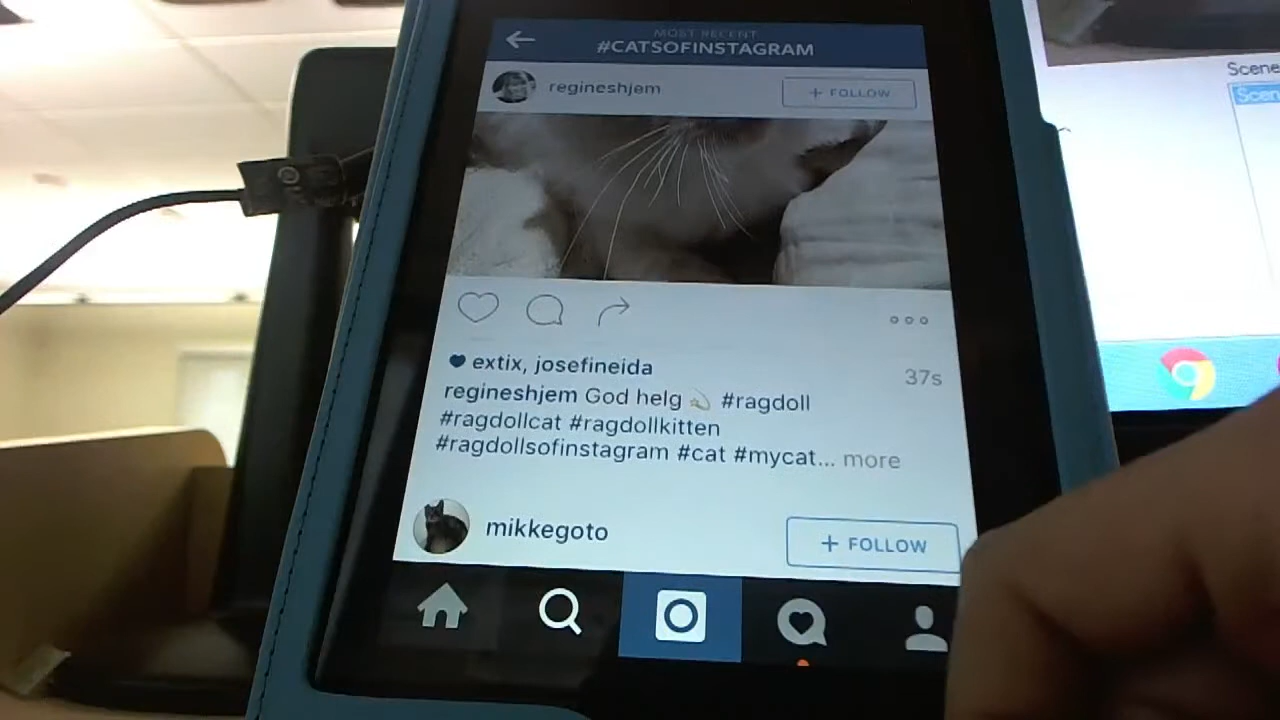 MOST RECENT
#CATSOFINSTAGRAM
regineshjem
+ FOLLOW
extix, josefineida
37s
regineshjem God helg 💫 #ragdoll
#ragdollcat #ragdollkitten
#ragdollsofinstagram #cat #mycat... more
mikkegoto
+ FOLLOW
Scene
Scen